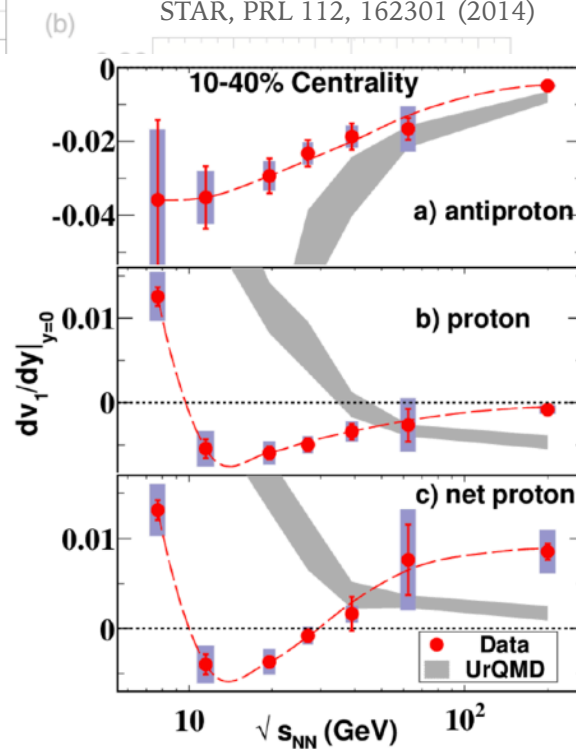 (b)
STAR, PRL 112, 162301 (2014)
10-40% Centrality
0
-0.02
-0.04
a) antiproton
0.01
b) proton
0
dv₁/dy|y=0
c) net proton
0.01
0
Data
UrQMD
10
10²
√ sNN (GeV)